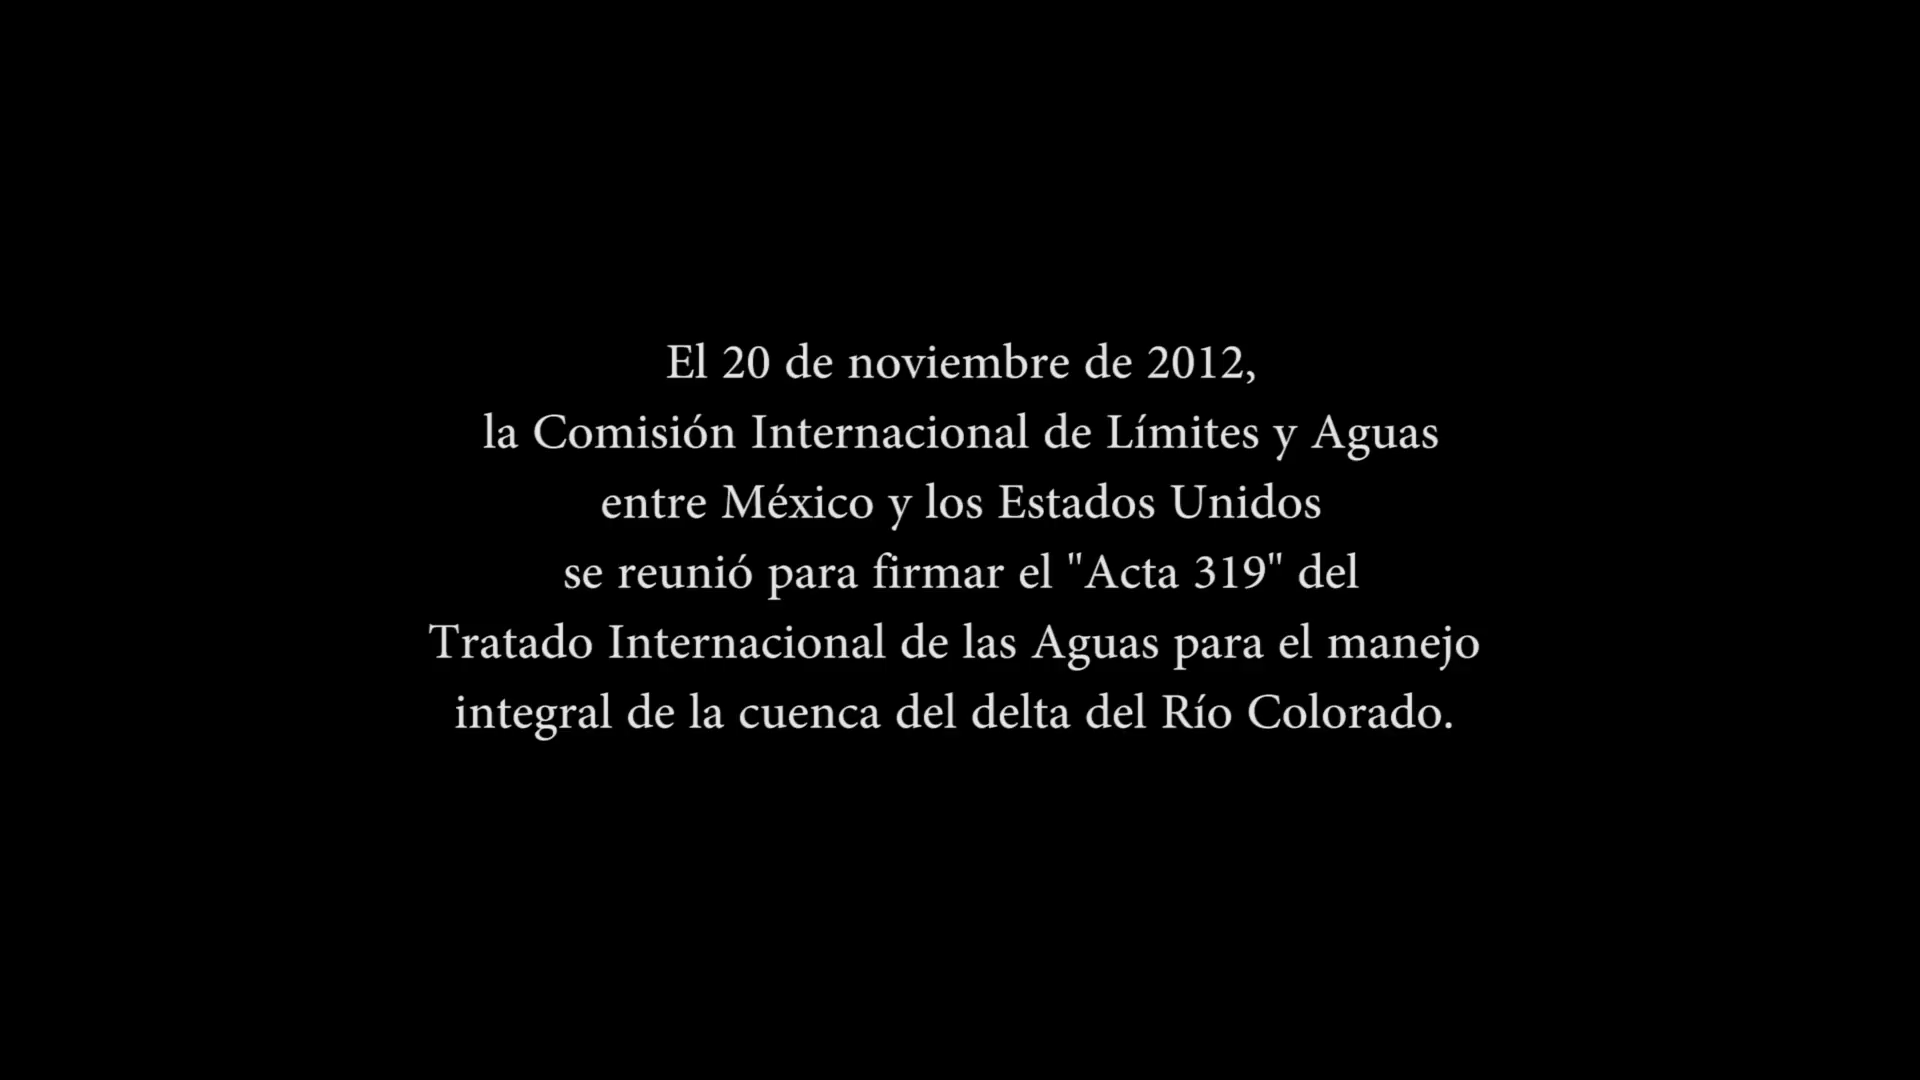 El 20 de noviembre de 2012,
la Comisión Internacional de Límites y Aguas
entre México y los Estados Unidos
se reunió para firmar el "Acta 319" del
Tratado Internacional de las Aguas para el manejo
integral de la cuenca del delta del Río Colorado.